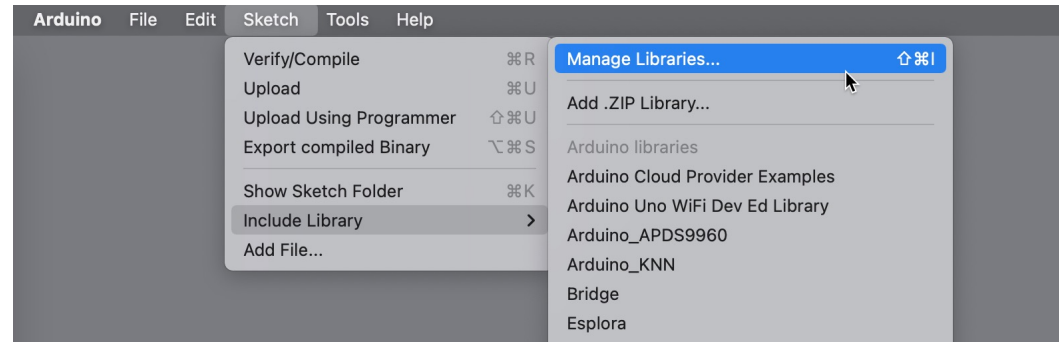 Arduino File Edit Sketch Tools Help
Verify/Compile ⌘R
Upload ⌘U
Upload Using Programmer ⇧⌘U
Export compiled Binary ⌥⌘S
Show Sketch Folder ⌘K
Include Library >
Add File...
Manage Libraries... ⇧⌘I
Add .ZIP Library...
Arduino libraries
Arduino Cloud Provider Examples
Arduino Uno WiFi Dev Ed Library
Arduino_APDS9960
Arduino_KNN
Bridge
Esplora